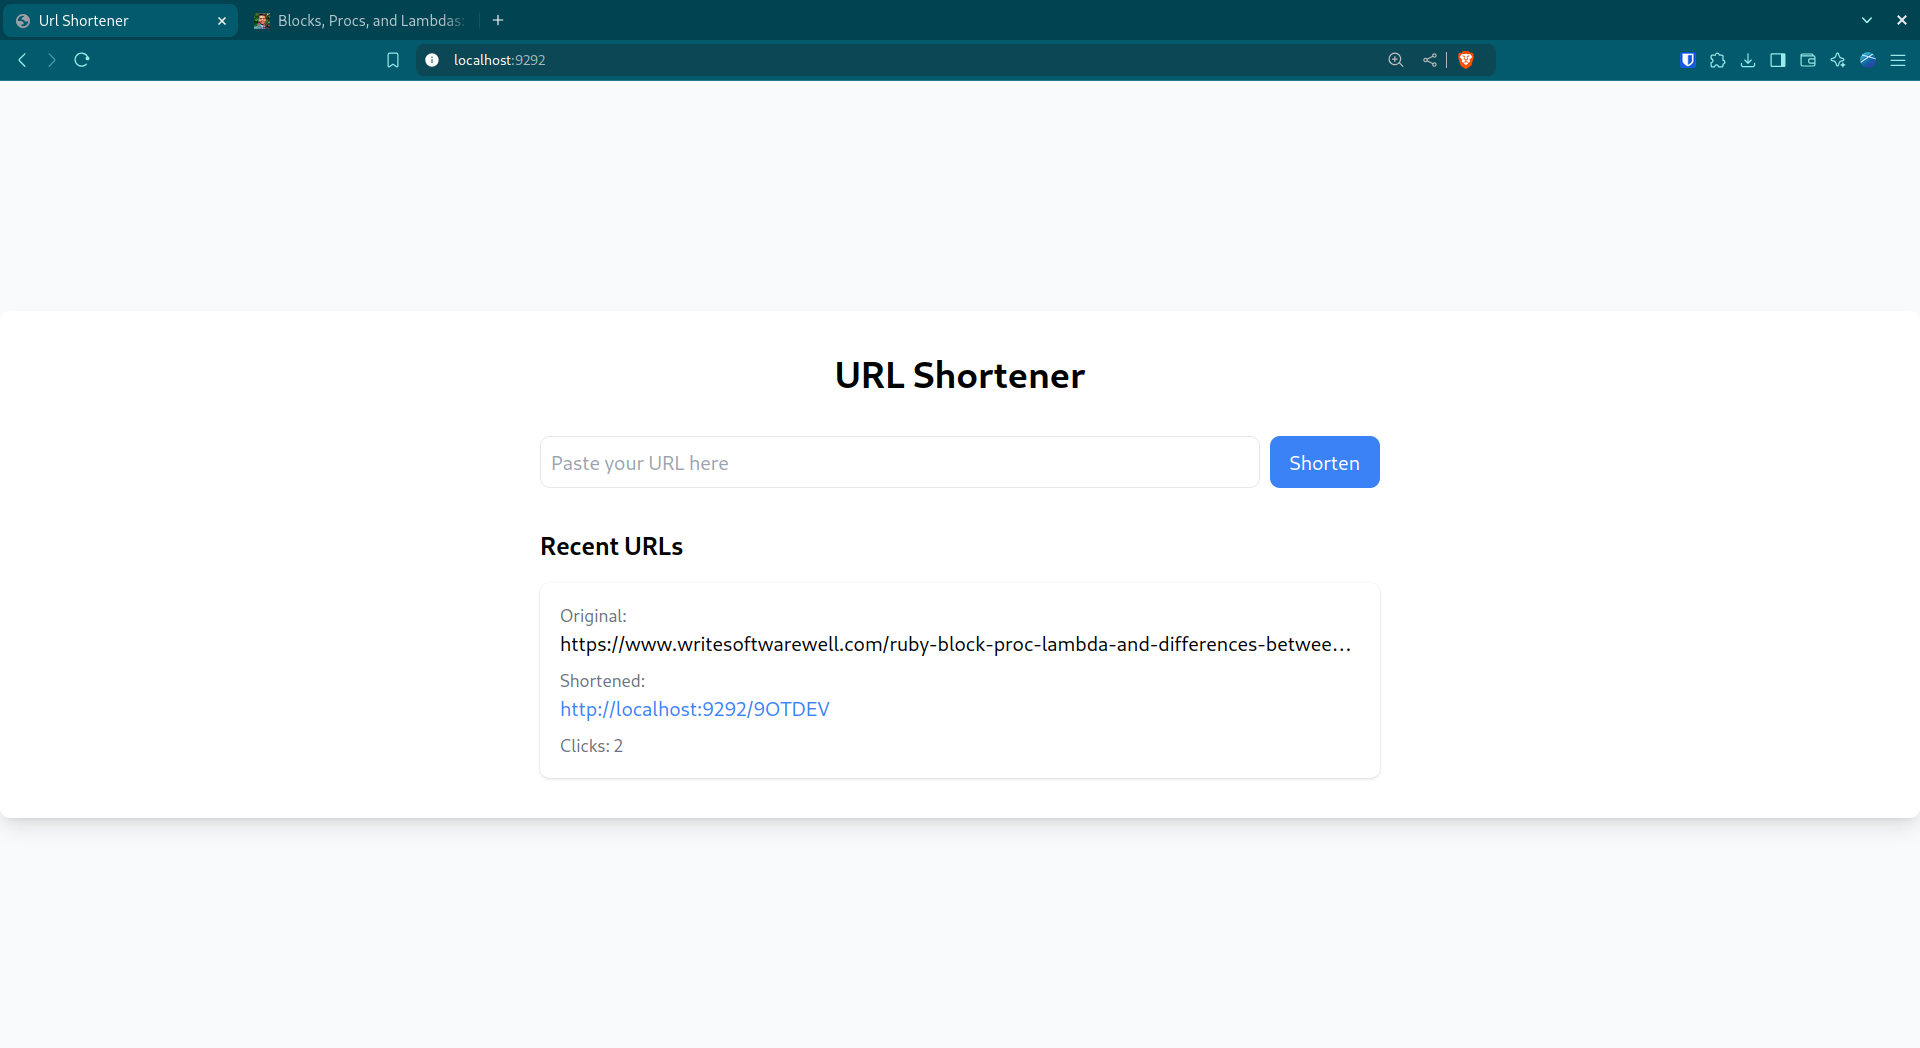 Url Shortener
Blocks, Procs, and Lambdas:
localhost:9292
URL Shortener
Paste your URL here
Shorten
Recent URLs
Original:
https://www.writesoftwarewell.com/ruby-block-proc-lambda-and-differences-betwee...
Shortened:
http://localhost:9292/9OTDEV
Clicks: 2